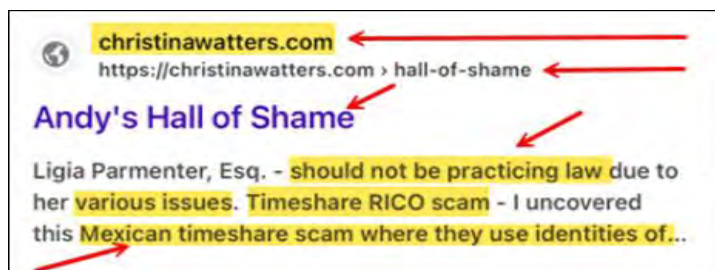 christinawatters.com
https://christinawatters.com › hall-of-shame
Andy's Hall of Shame
Ligia Parmenter, Esq. - should not be practicing law due to
her various issues. Timeshare RICO scam - I uncovered
this Mexican timeshare scam where they use identities of...